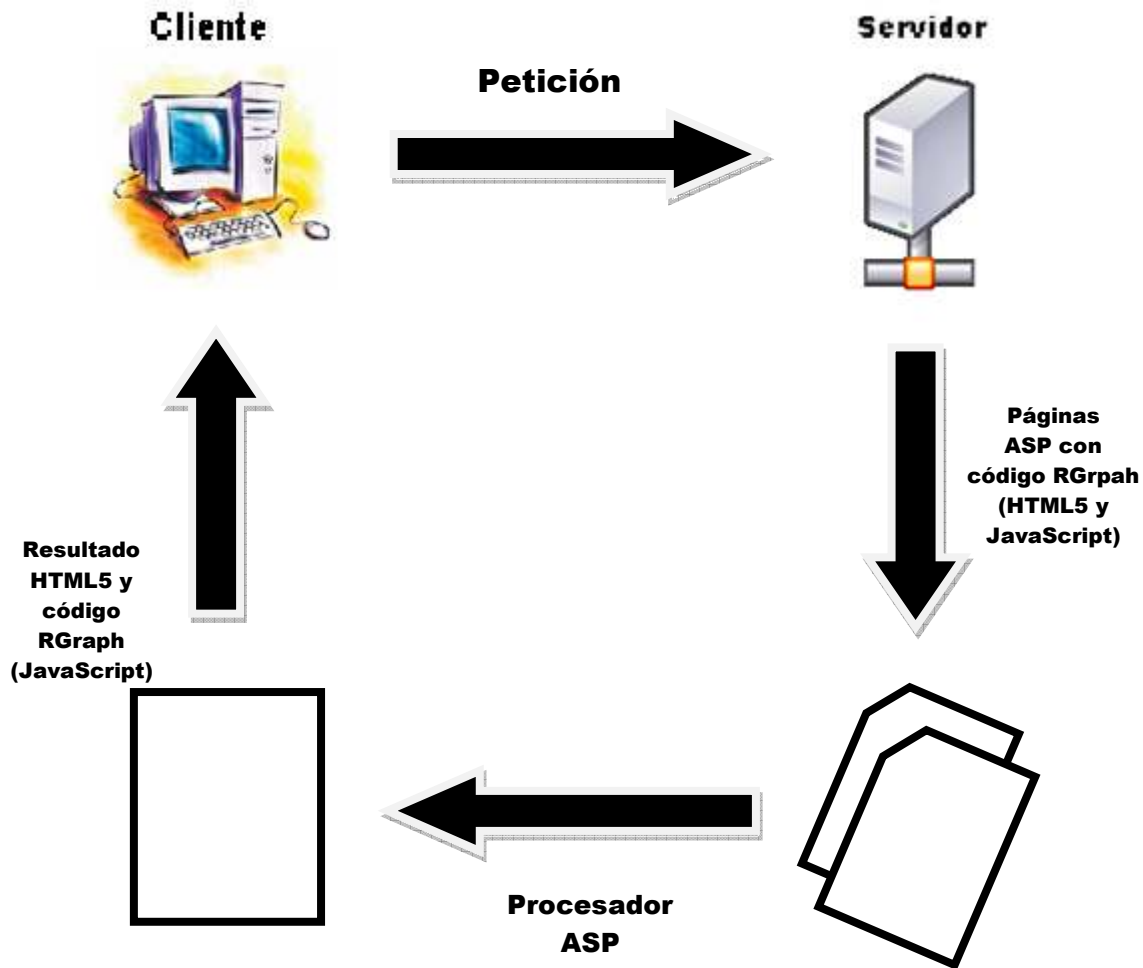 Cliente
Servidor
Petición
Páginas
ASP con
código RGrpah
(HTML5 y
JavaScript)
Resultado
HTML5 y
código
RGraph
(JavaScript)
Procesador
ASP